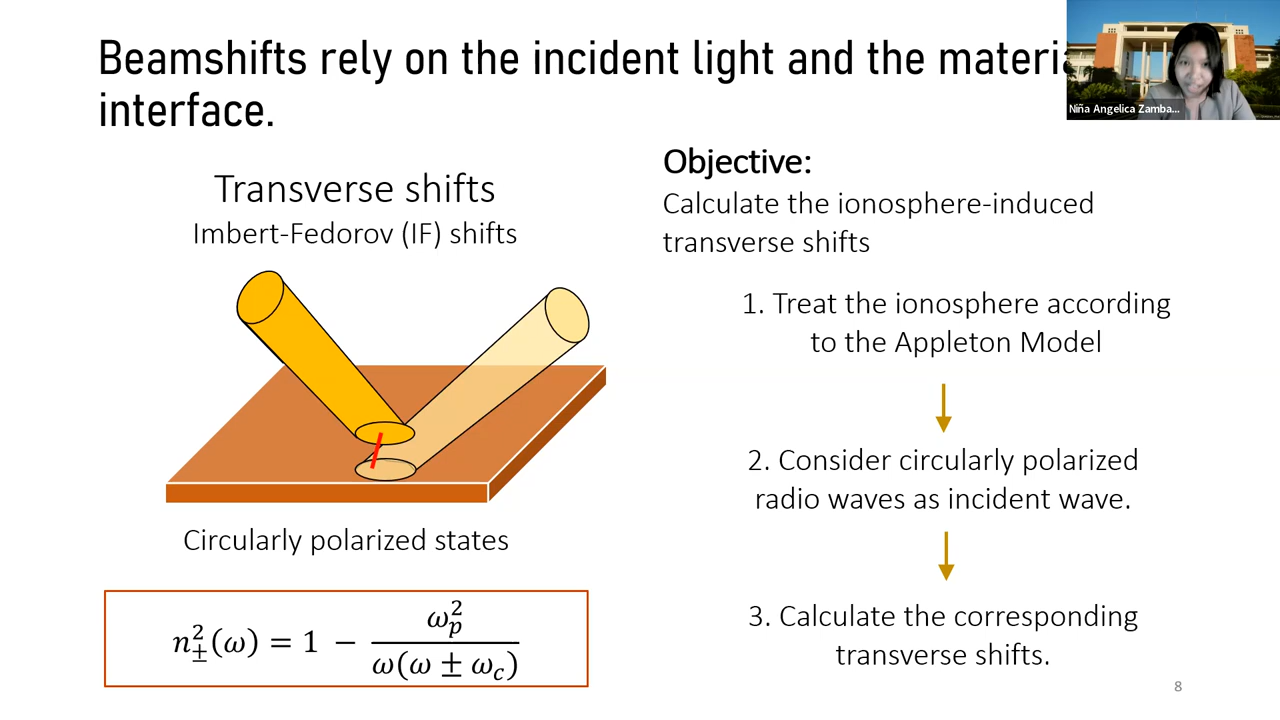 Beamshifts rely on the incident light and the
interface.
Niña Angelica Zamba...
Transverse shifts
Imbert-Fedorov (IF) shifts
Circularly polarized states
n²±(ω) = 1 − ω²p / ω(ω ± ωc)
Objective:
Calculate the ionosphere-induced
transverse shifts
1. Treat the ionosphere according
to the Appleton Model
2. Consider circularly polarized
radio waves as incident wave.
3. Calculate the corresponding
transverse shifts.
8